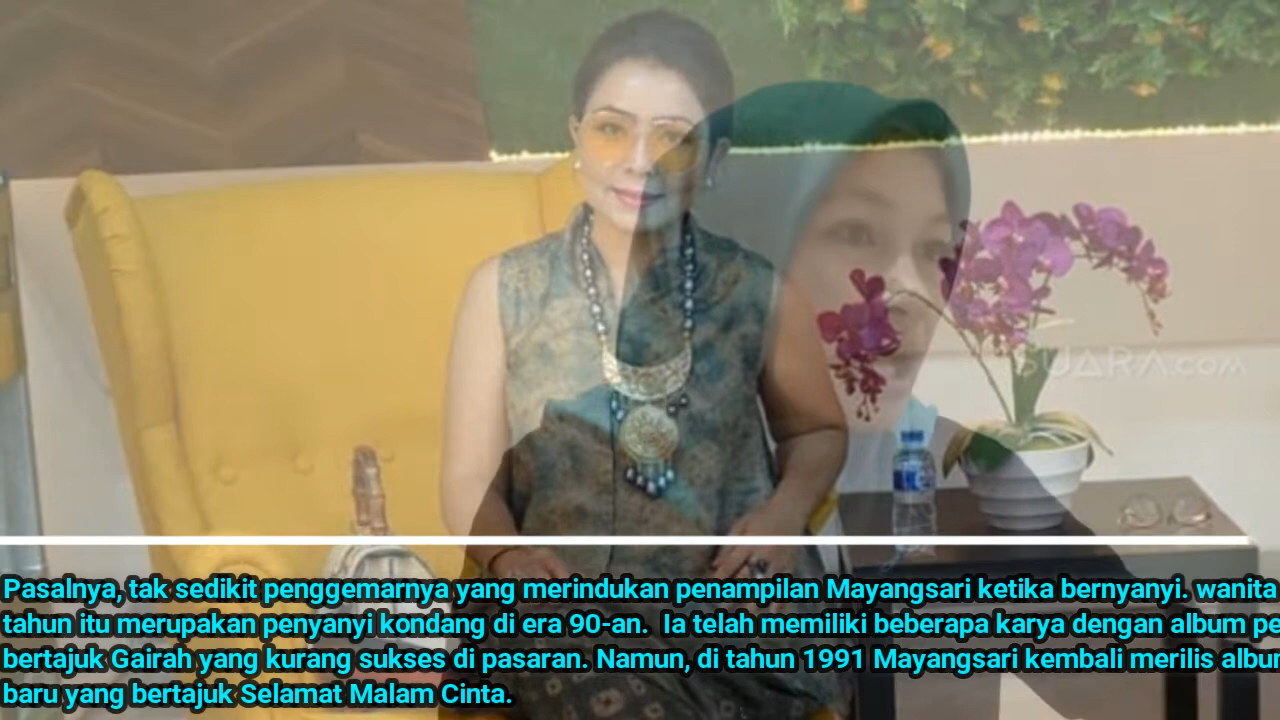 SUARA.com
Pasalnya, tak sedikit penggemarnya yang merindukan penampilan Mayangsari ketika bernyanyi. wanita
tahun itu merupakan penyanyi kondang di era 90-an. Ia telah memiliki beberapa karya dengan album pe
bertajuk Gairah yang kurang sukses di pasaran. Namun, di tahun 1991 Mayangsari kembali merilis albu
baru yang bertajuk Selamat Malam Cinta.